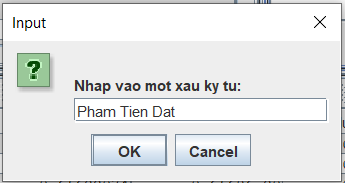 Input
Nhap vao mot xau ky tu:
Pham Tien Dat
OK
Cancel